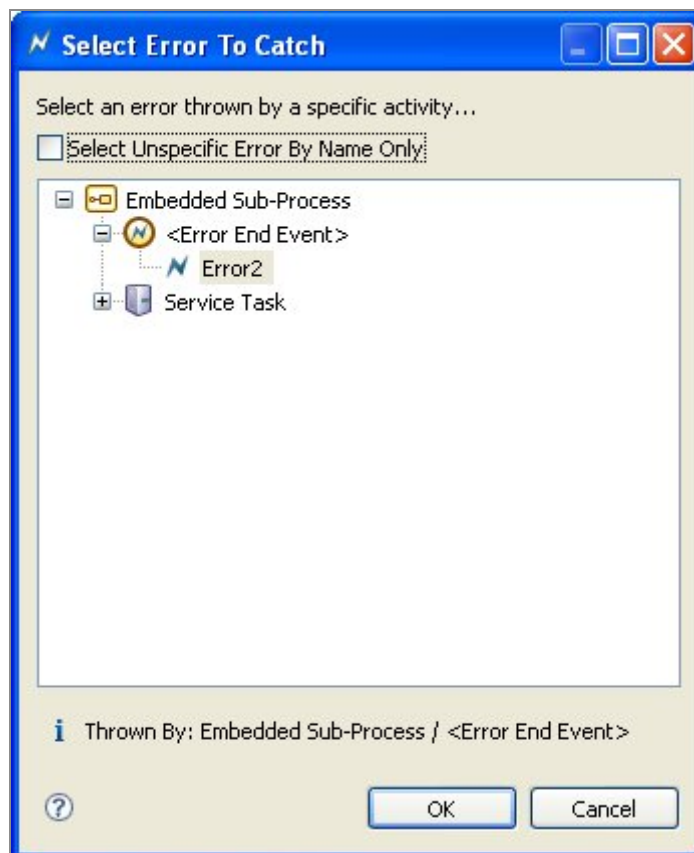 Select Error To Catch
Select an error thrown by a specific activity...
Select Unspecific Error By Name Only
Embedded Sub-Process
<Error End Event>
Error2
Service Task
i Thrown By: Embedded Sub-Process / <Error End Event>
? OK Cancel